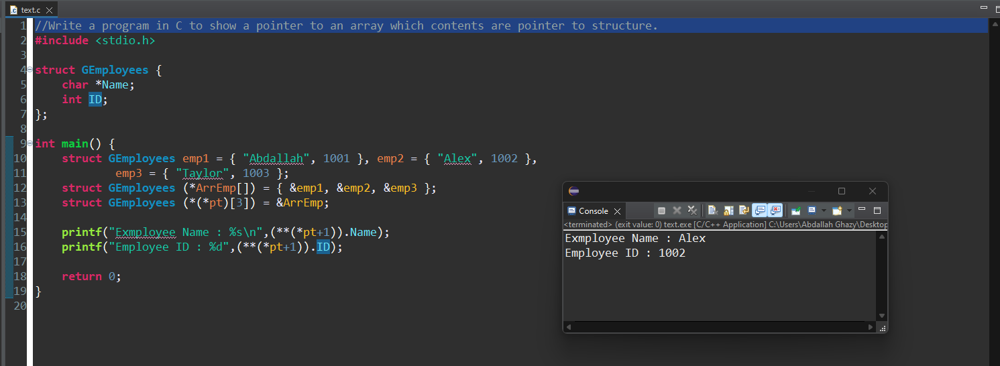 text.c
1 //Write a program in C to show a pointer to an array which contents are pointer to structure.
2 #include <stdio.h>
3
4 struct GEmployees {
5     char *Name;
6     int ID;
7 };
8
9 int main() {
10     struct GEmployees emp1 = { "Abdallah", 1001 }, emp2 = { "Alex", 1002 },
11             emp3 = { "Taylor", 1003 };
12     struct GEmployees (*ArrEmp[]) = { &emp1, &emp2, &emp3 };
13     struct GEmployees (*(*pt)[3]) = &ArrEmp;
14
15     printf("Exmployee Name : %s\n",(**(*pt+1)).Name);
16     printf("Employee ID : %d",(**(*pt+1)).ID);
17
18     return 0;
19 }
20
Console
<terminated> (exit value: 0) text.exe [C/C++ Application] C:\Users\Abdallah Ghazy\Desktop
Exmployee Name : Alex
Employee ID : 1002